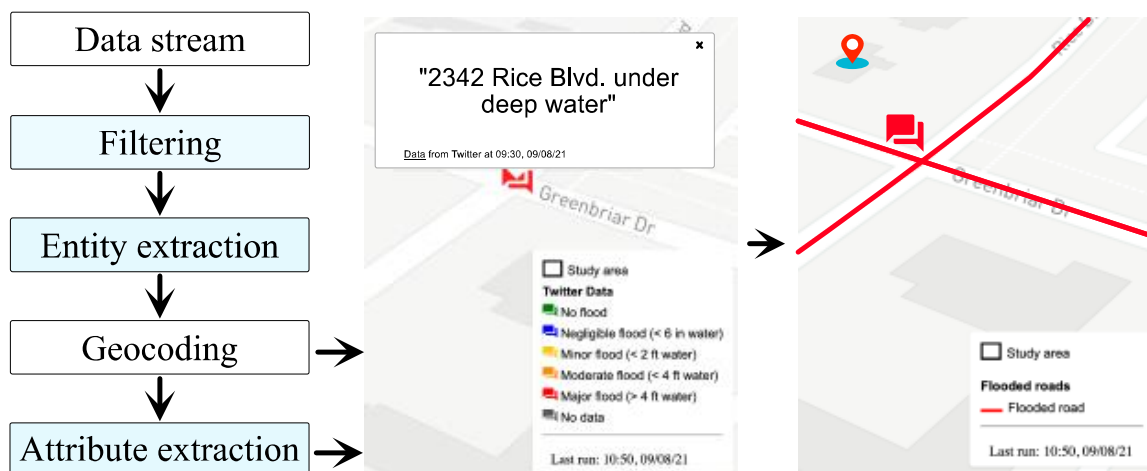 Data stream
Filtering
Entity extraction
Geocoding
Attribute extraction
x
"2342 Rice Blvd. under
deep water"
Data from Twitter at 09:30, 09/08/21
Greenbriar Dr
Study area
Twitter Data
No flood
Negligible flood (< 6 in water)
Minor flood (< 2 ft water)
Moderate flood (< 4 ft water)
Major flood (> 4 ft water)
No data
Last run: 10:50, 09/08/21
Greenbriar Dr
Study area
Flooded roads
Flooded road
Last run: 10:50, 09/08/21